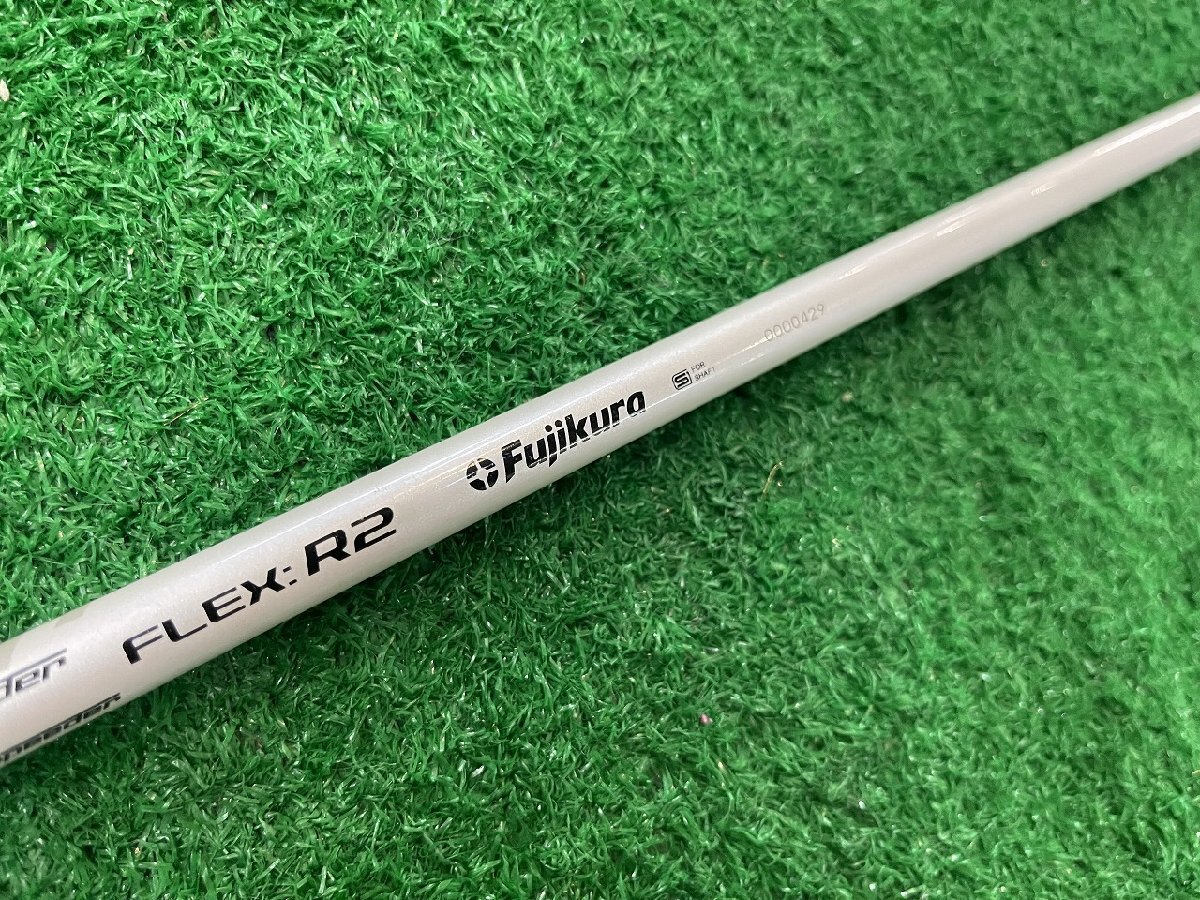 FLEX: R2
Fujikura
S FOR
SHAFT
0000429